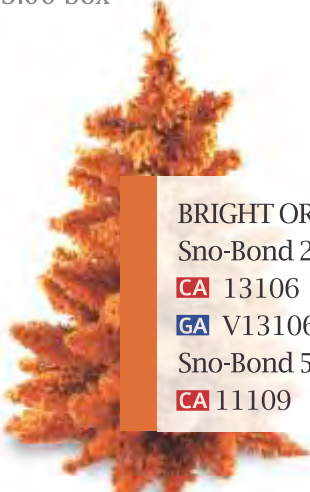 BRIGHT OR
Sno-Bond 2
CA 13106
GA V13106
Sno-Bond 5
CA 11109